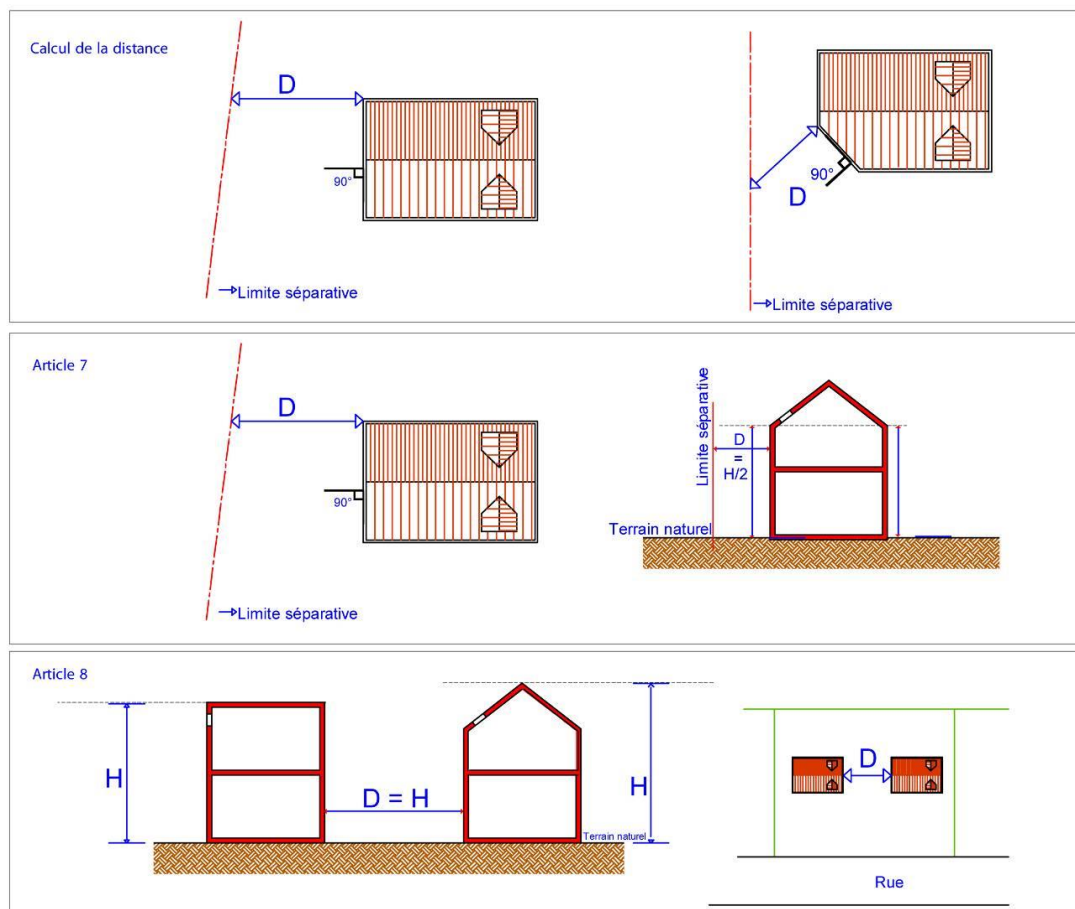 Calcul de la distance
D
90°
Limite séparative
D
90°
Limite séparative
Article 7
D
90°
Limite séparative
Limite séparative
D
=
H/2
Terrain naturel
Article 8
H
D = H
H
Terrain naturel
D
Rue